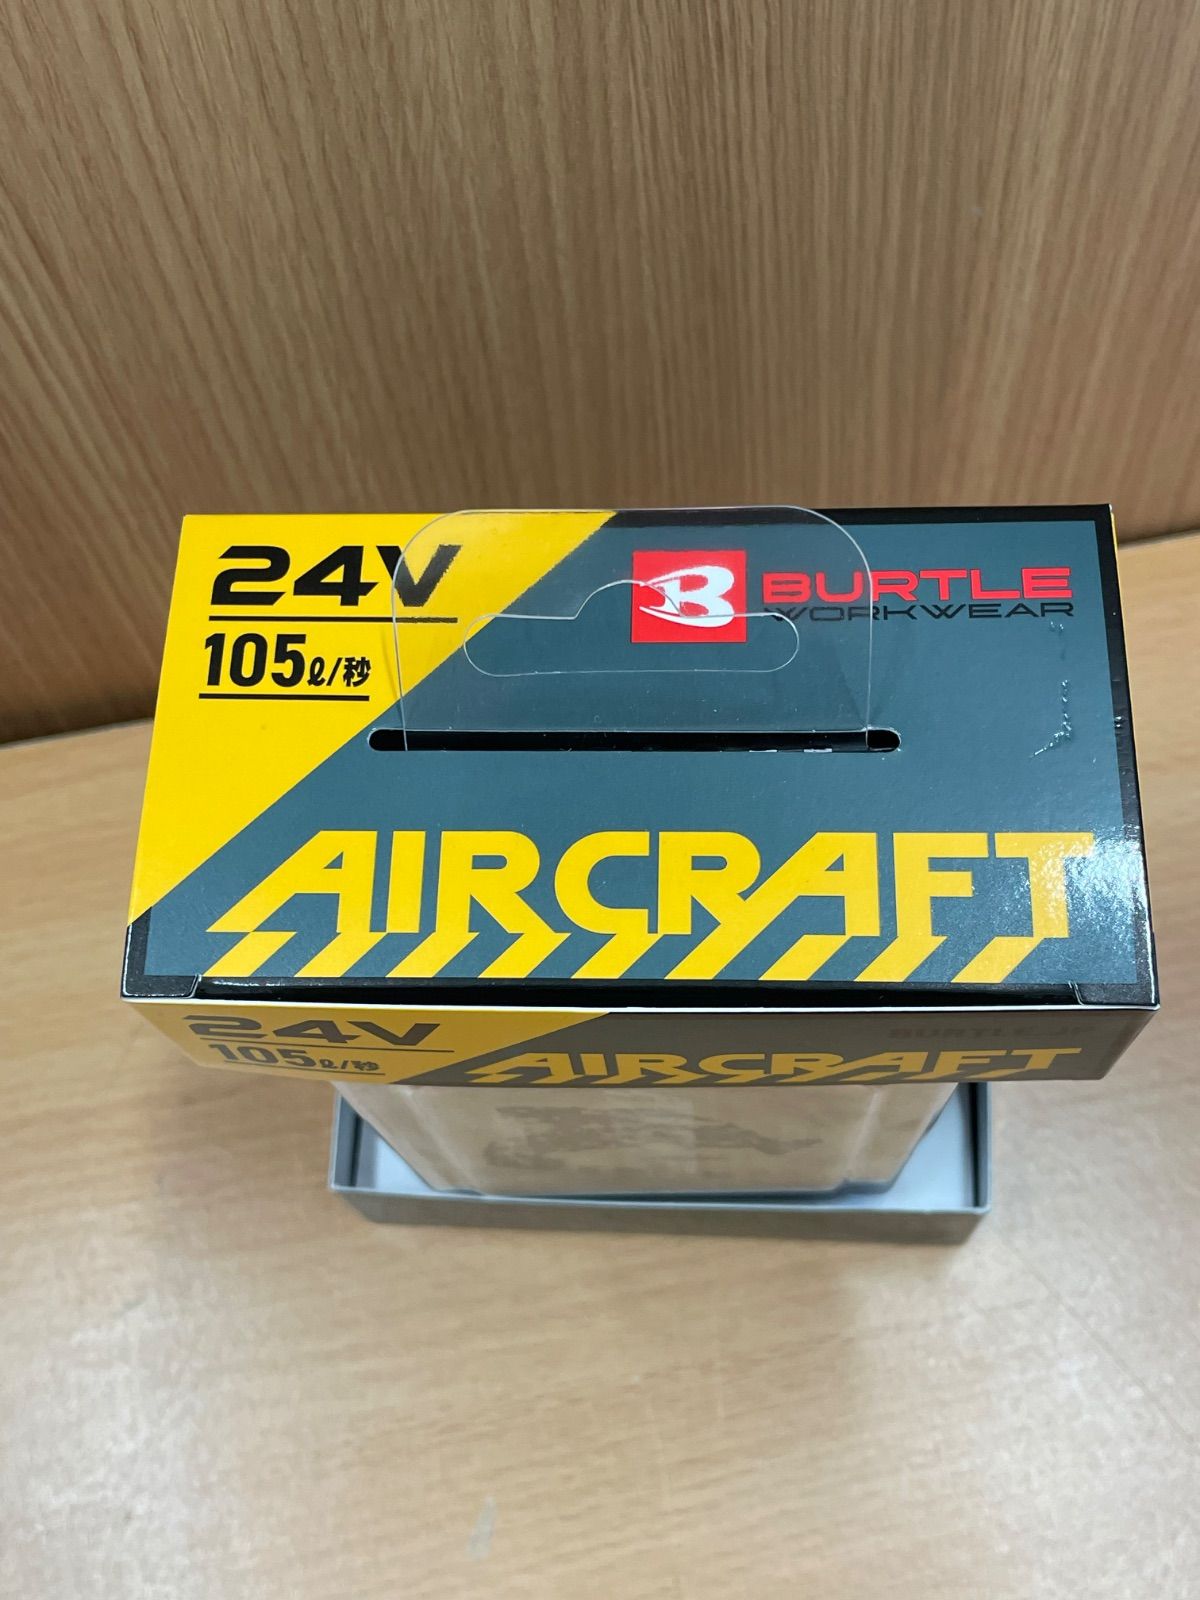 24V
105ℓ/秒
B BURTLE
WORKWEAR
AIRCRAFT
24V
105ℓ/秒
AIRCRAFT